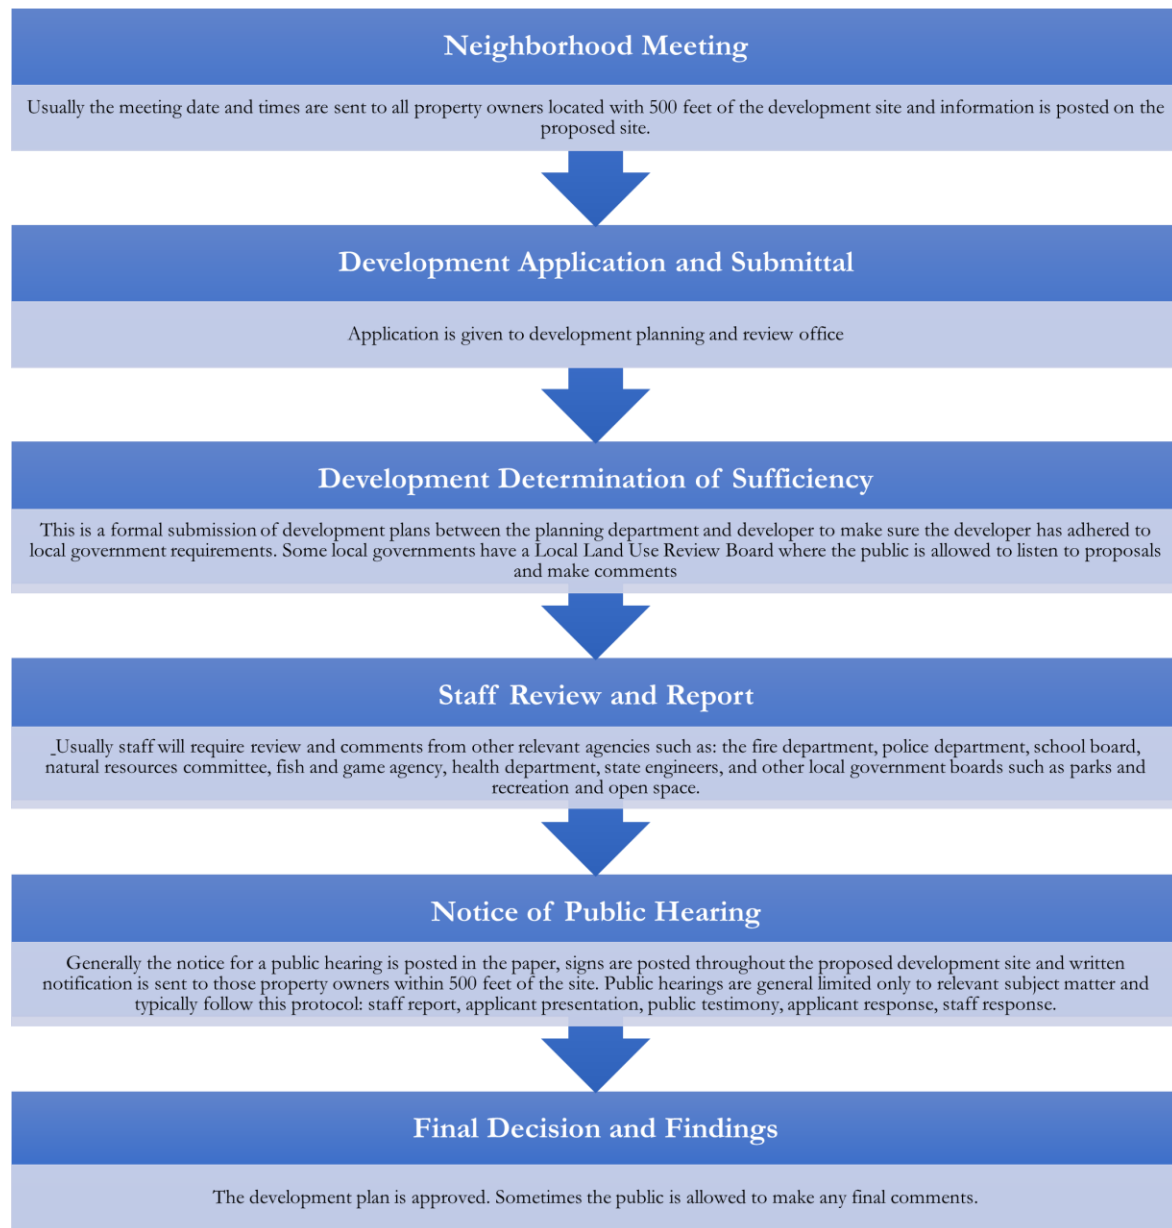 Neighborhood Meeting
Usually the meeting date and times are sent to all property owners located with 500 feet of the development site and information is posted on the
proposed site.
Development Application and Submittal
Application is given to development planning and review office
Development Determination of Sufficiency
This is a formal submission of development plans between the planning department and developer to make sure the developer has adhered to
local government requirements. Some local governments have a Local Land Use Review Board where the public is allowed to listen to proposals
and make comments
Staff Review and Report
Usually staff will require review and comments from other relevant agencies such as: the fire department, police department, school board,
natural resources committee, fish and game agency, health department, state engineers, and other local government boards such as parks and
recreation and open space.
Notice of Public Hearing
Generally the notice for a public hearing is posted in the paper, signs are posted throughout the proposed development site and written
notification is sent to those property owners within 500 feet of the site. Public hearings are general limited only to relevant subject matter and
typically follow this protocol: staff report, applicant presentation, public testimony, applicant response, staff response.
Final Decision and Findings
The development plan is approved. Sometimes the public is allowed to make any final comments.